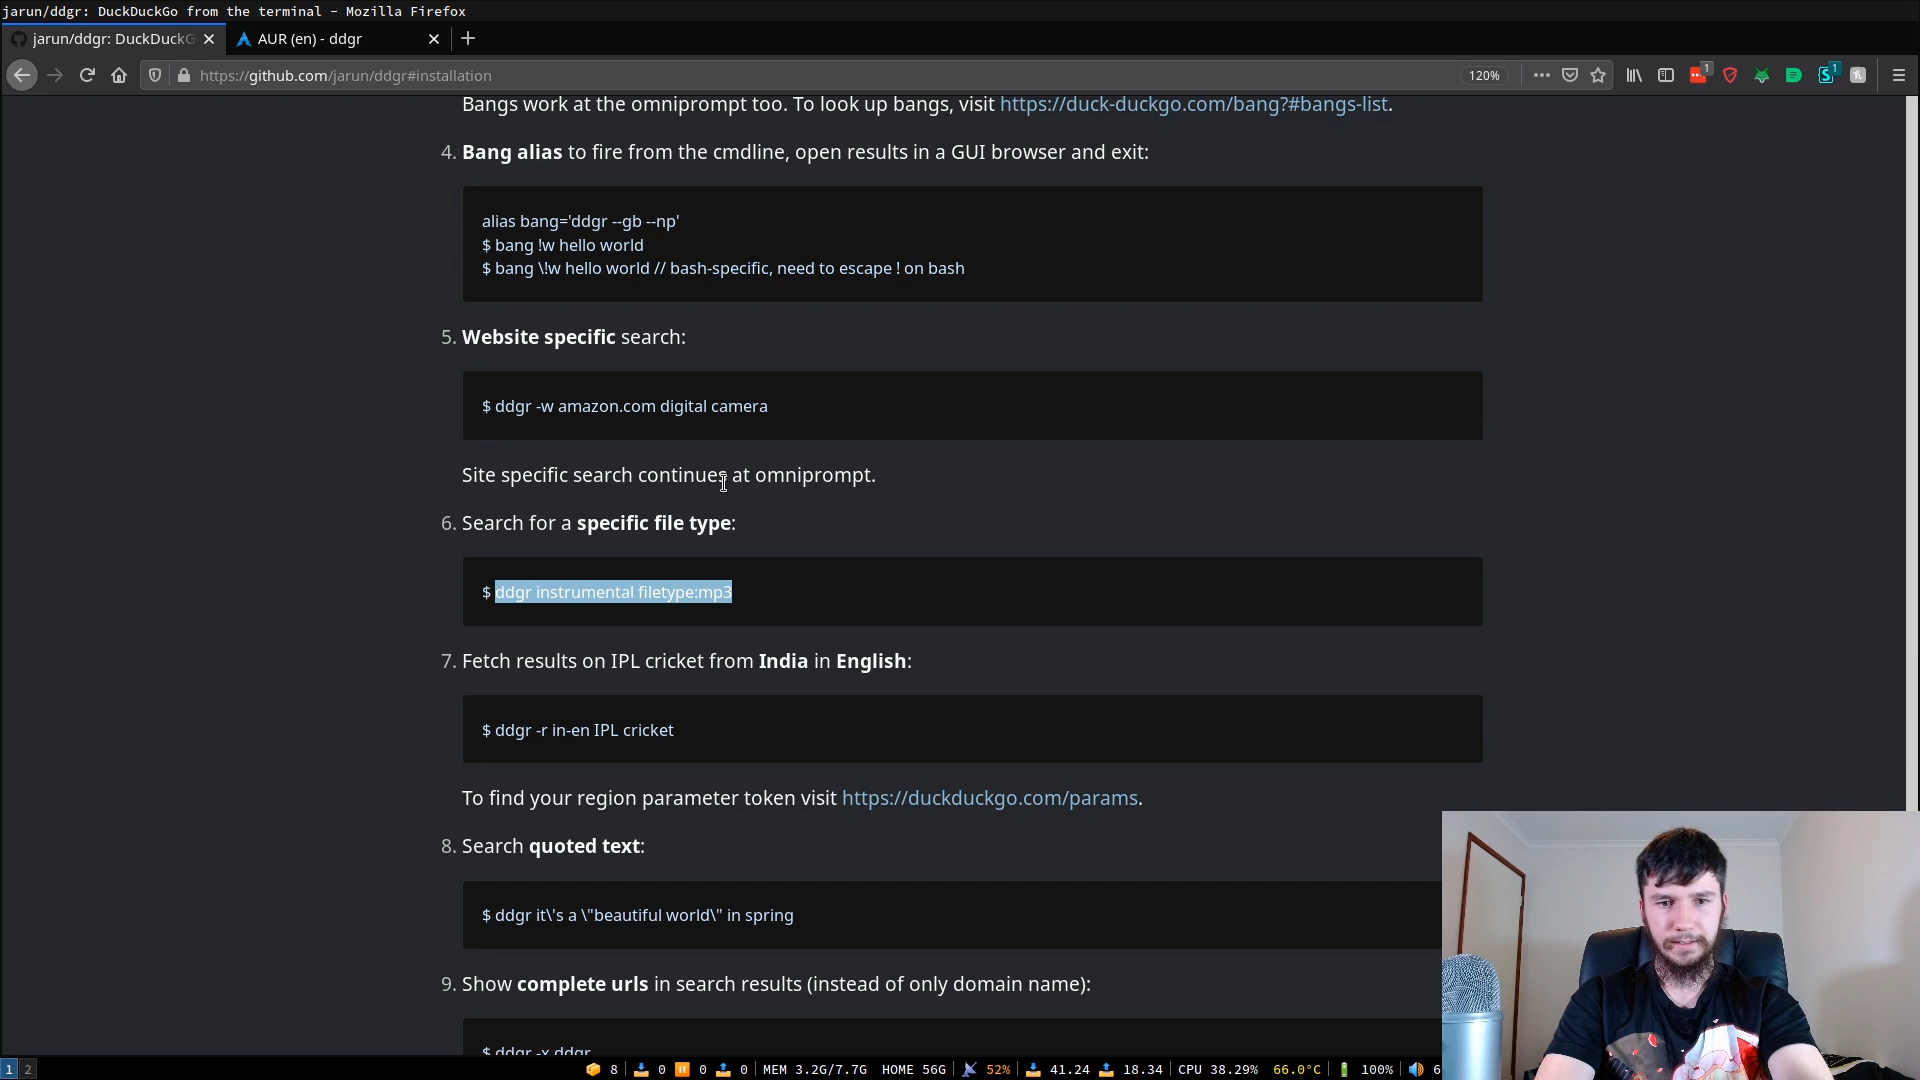 jarun/ddgr: DuckDuckGo from the terminal - Mozilla Firefox
jarun/ddgr: DuckDuckG
AUR (en) - ddgr
https://github.com/jarun/ddgr#installation
120%
1
1
Bangs work at the omniprompt too. To look up bangs, visit https://duck-duckgo.com/bang?#bangs-list.
4. Bang alias to fire from the cmdline, open results in a GUI browser and exit:
alias bang='ddgr --gb --np'
$ bang !w hello world
$ bang \!w hello world // bash-specific, need to escape ! on bash
5. Website specific search:
$ ddgr -w amazon.com digital camera
Site specific search continues at omniprompt.
6. Search for a specific file type:
$ ddgr instrumental filetype:mp3
7. Fetch results on IPL cricket from India in English:
$ ddgr -r in-en IPL cricket
To find your region parameter token visit https://duckduckgo.com/params.
8. Search quoted text:
$ ddgr it\'s a \"beautiful world\" in spring
9. Show complete urls in search results (instead of only domain name):
$ ddgr -x ddgr
1 2 8 0 0 0 MEM 3.2G/7.7G HOME 56G 52% 41.24 18.34 CPU 38.29% 66.0°C 100% 6